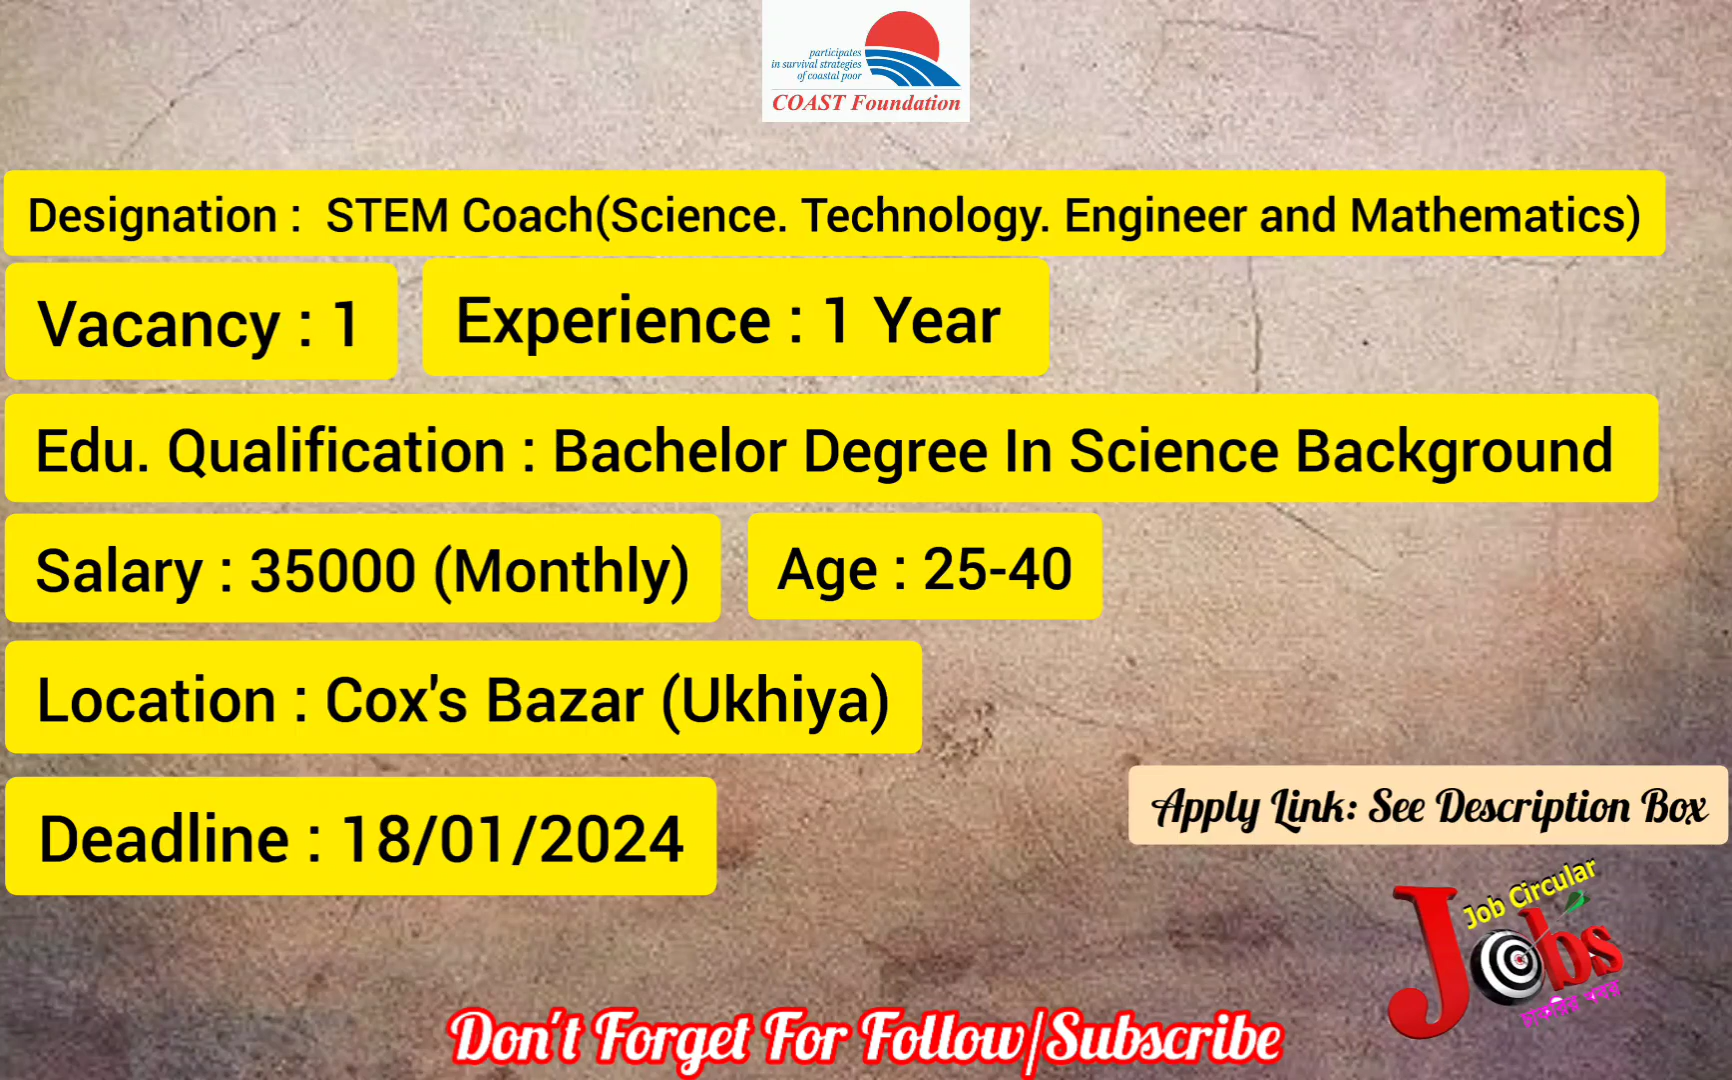 participates
in survival strategies
of coastal poor
COAST Foundation
Designation :  STEM Coach(Science. Technology. Engineer and Mathematics)
Vacancy : 1
Experience : 1 Year
Edu. Qualification : Bachelor Degree In Science Background
Salary : 35000 (Monthly)
Age : 25-40
Location : Cox's Bazar (Ukhiya)
Deadline : 18/01/2024
Apply Link: See Description Box
Job Circular
Jobs
চাকরির খবর
Don't Forget For Follow/Subscribe